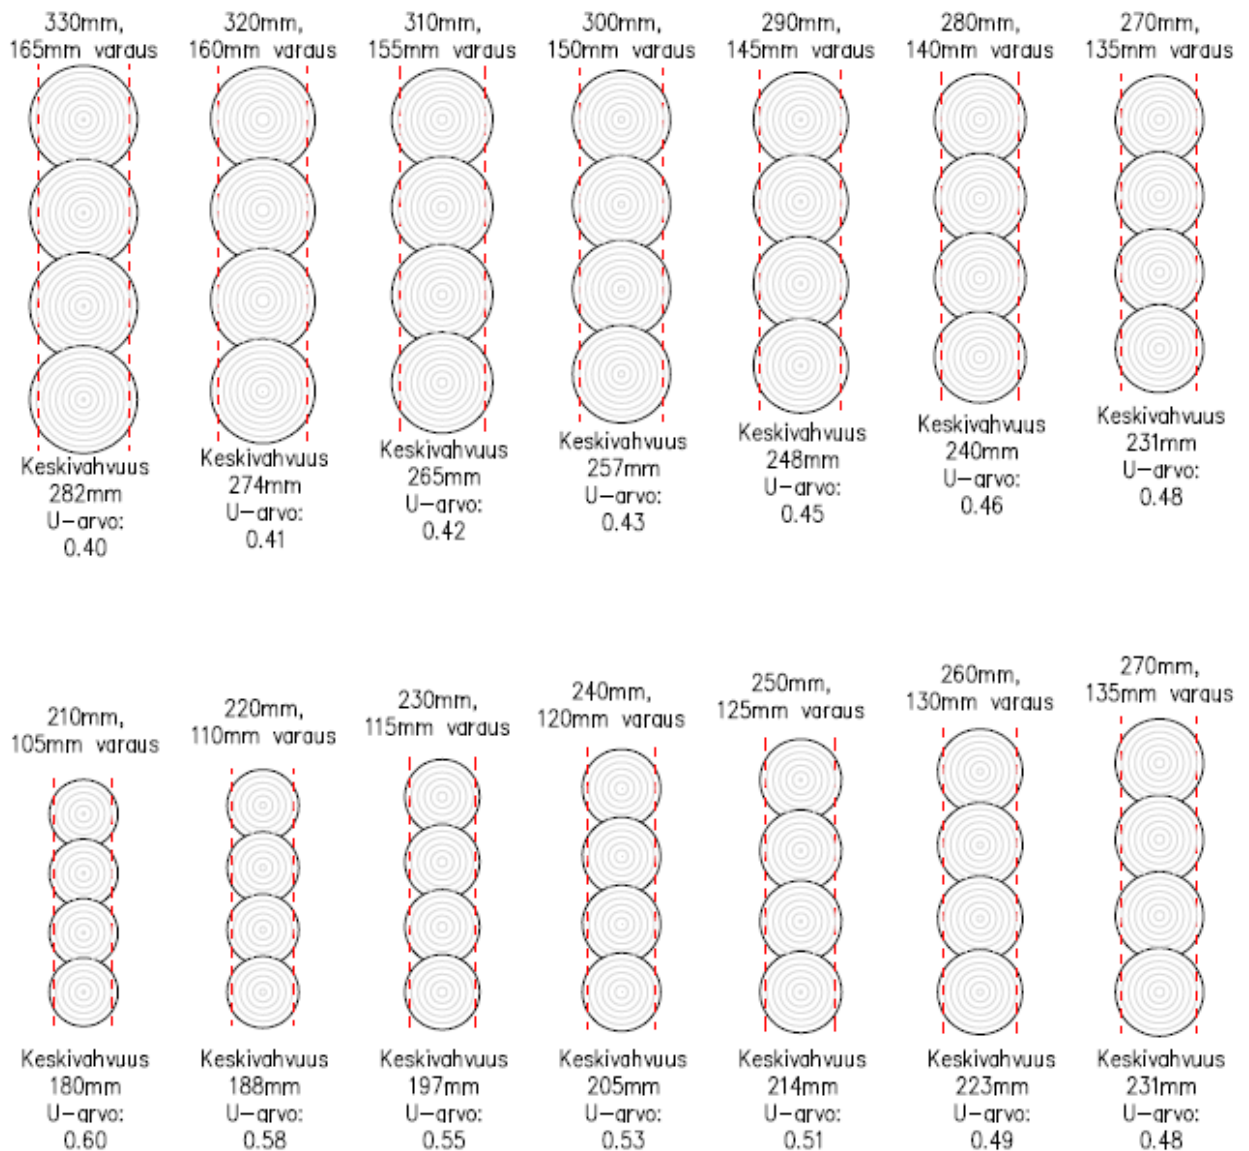 330mm,
165mm varaus
320mm,
160mm varaus
310mm,
155mm varaus
300mm,
150mm varaus
290mm,
145mm varaus
280mm,
140mm varaus
270mm,
135mm varaus
Keskivahvuus
282mm
U-arvo:
0.40
Keskivahvuus
274mm
U-arvo:
0.41
Keskivahvuus
265mm
U-arvo:
0.42
Keskivahvuus
257mm
U-arvo:
0.43
Keskivahvuus
248mm
U-arvo:
0.45
Keskivahvuus
240mm
U-arvo:
0.46
Keskivahvuus
231mm
U-arvo:
0.48
210mm,
105mm varaus
220mm,
110mm varaus
230mm,
115mm varaus
240mm,
120mm varaus
250mm,
125mm varaus
260mm,
130mm varaus
270mm,
135mm varaus
Keskivahvuus
180mm
U-arvo:
0.60
Keskivahvuus
188mm
U-arvo:
0.58
Keskivahvuus
197mm
U-arvo:
0.55
Keskivahvuus
205mm
U-arvo:
0.53
Keskivahvuus
214mm
U-arvo:
0.51
Keskivahvuus
223mm
U-arvo:
0.49
Keskivahvuus
231mm
U-arvo:
0.48